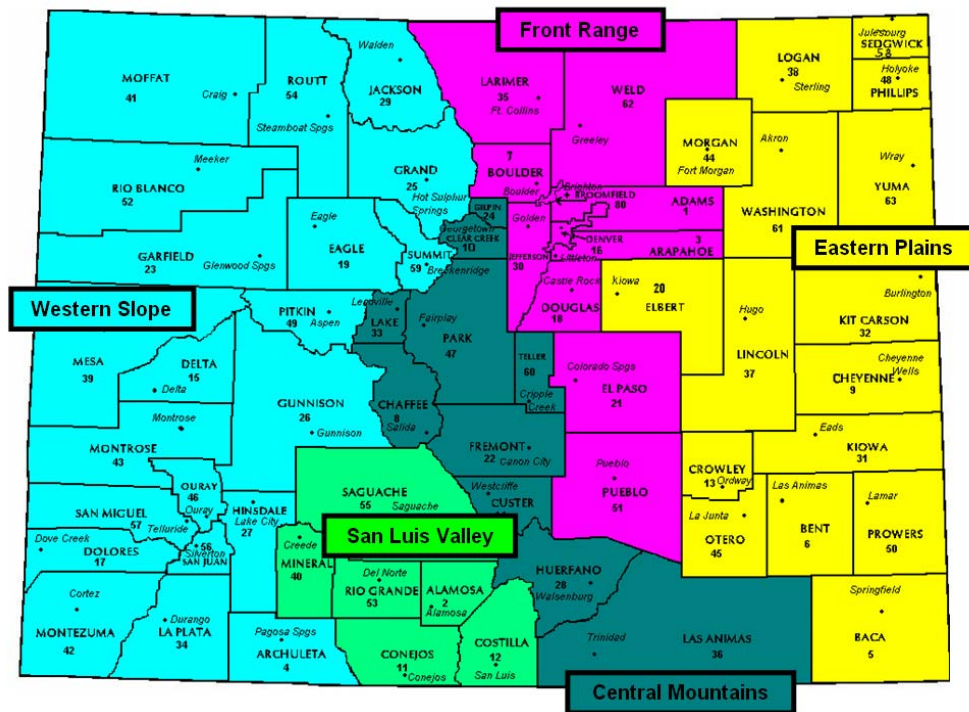 Front Range
Julesburg
SEDGWICK
58
Walden
LOGAN
38
Sterling
Holyoke
48
PHILLIPS
MOFFAT
41
Craig
ROUTT
54
Steamboat Spgs
JACKSON
29
LARIMER
35
Ft. Collins
WELD
62
Greeley
MORGAN
44
Fort Morgan
Akron
WASHINGTON
61
Wray
YUMA
63
Meeker
RIO BLANCO
52
GRAND
25
Hot Sulphur
Springs
7
BOULDER
Boulder
Brighton
BROOMFIELD
80
ADAMS
1
GILPIN
24
Georgetown
CLEAR CREEK
10
Golden
JEFFERSON
30
DENVER
16
Littleton
3
ARAPAHOE
Eastern Plains
GARFIELD
23
Glenwood Spgs
Eagle
EAGLE
19
SUMMIT
59
Breckenridge
Castle Rock
DOUGLAS
18
Kiowa
20
ELBERT
Hugo
LINCOLN
37
Burlington
KIT CARSON
32
Western Slope
PITKIN
49
Aspen
Leadville
LAKE
33
Fairplay
PARK
47
TELLER
60
Cripple
Creek
Colorado Spgs
EL PASO
21
Cheyenne
Wells
CHEYENNE
9
MESA
39
DELTA
15
Delta
GUNNISON
26
Gunnison
CHAFFEE
8
Salida
FREMONT
22
Canon City
Montrose
MONTROSE
43
Eads
KIOWA
31
CROWLEY
13
Ordway
Pueblo
PUEBLO
51
Las Animas
BENT
6
Lamar
PROWERS
50
La Junta
OTERO
45
OURAY
46
Ouray
SAN MIGUEL
57
Telluride
HINSDALE
Lake City
27
SAGUACHE
55
Saguache
Westcliffe
CUSTER
San Luis Valley
Dove Creek
DOLORES
17
56
Silverton
SAN JUAN
Creede
MINERAL
40
Del Norte
RIO GRANDE
53
ALAMOSA
2
Alamosa
HUERFANO
28
Walsenburg
Cortez
MONTEZUMA
42
Durango
LA PLATA
34
Pagosa Spgs
ARCHULETA
4
CONEJOS
11
Conejos
COSTILLA
12
San Luis
Trinidad
LAS ANIMAS
36
Springfield
BACA
5
Central Mountains